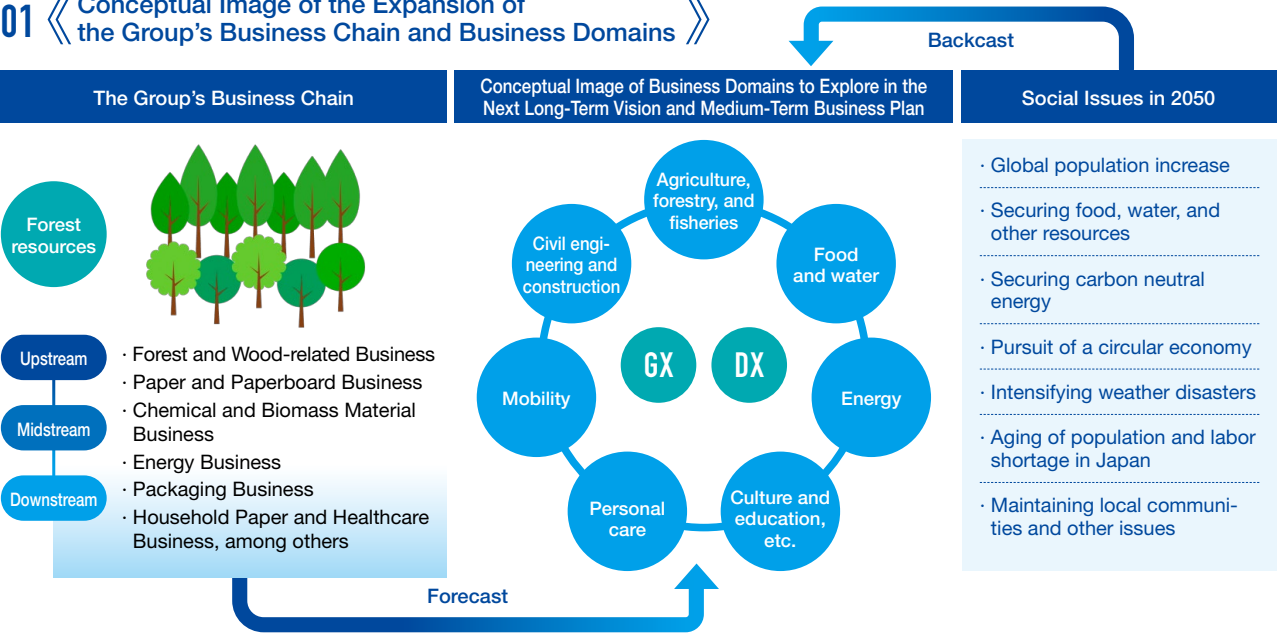 01
Conceptual Image of the Expansion of
《 the Group's Business Chain and Business Domains 》
Backcast
The Group's Business Chain
Forest
resources
Upstream
Midstream
Downstream
· Forest and Wood-related Business
· Paper and Paperboard Business
· Chemical and Biomass Material
Business
· Energy Business
· Packaging Business
· Household Paper and Healthcare
Business, among others
Forecast
Conceptual Image of Business Domains to Explore in the
Next Long-Term Vision and Medium-Term Business Plan
Agriculture,
forestry, and
fisheries
Food
and water
Energy
Culture and
education,
etc.
Personal
care
Mobility
Civil engi-
neering and
construction
GX
DX
Social Issues in 2050
· Global population increase
· Securing food, water, and
other resources
· Securing carbon neutral
energy
· Pursuit of a circular economy
· Intensifying weather disasters
· Aging of population and labor
shortage in Japan
· Maintaining local communi-
ties and other issues